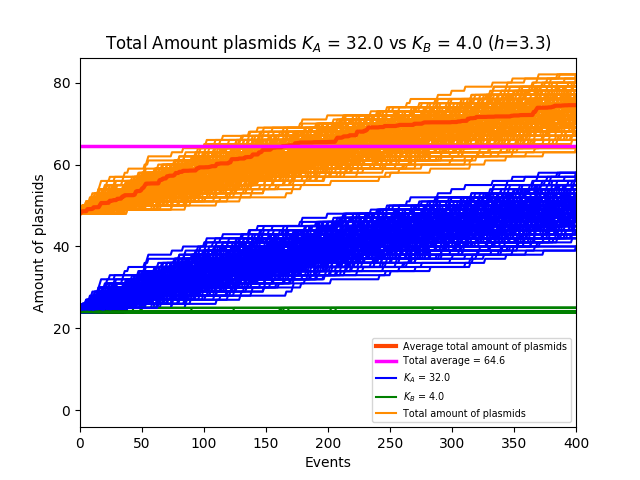 Total Amount plasmids K_A = 32.0 vs K_B = 4.0 (h=3.3)
Amount of plasmids
80
60
40
20
0
Average total amount of plasmids
Total average = 64.6
K_A = 32.0
K_B = 4.0
Total amount of plasmids
0 50 100 150 200 250 300 350 400
Events